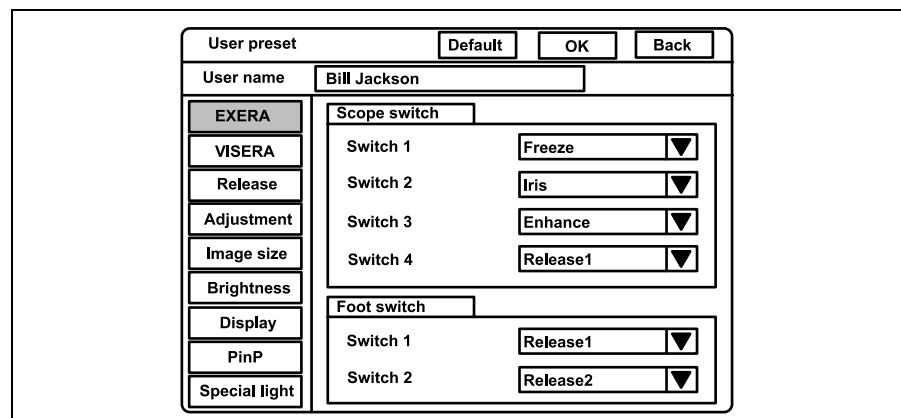 User preset Default OK Back
User name Bill Jackson
EXERA
VISERA
Release
Adjustment
Image size
Brightness
Display
PinP
Special light
Scope switch
Switch 1 Freeze
Switch 2 Iris
Switch 3 Enhance
Switch 4 Release1
Foot switch
Switch 1 Release1
Switch 2 Release2